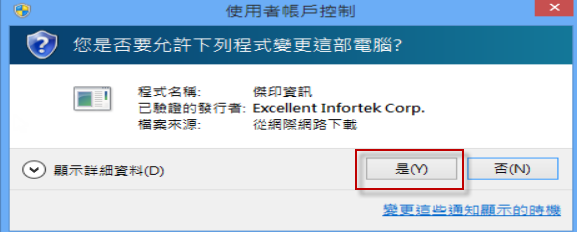 使用者帳戶控制
您是否要允許下列程式變更這部電腦?
程式名稱: 傑印資訊
已驗證的發行者: Excellent Infortek Corp.
檔案來源: 從網際網路下載
顯示詳細資料(D) 是(Y) 否(N)
變更這些通知顯示的時機